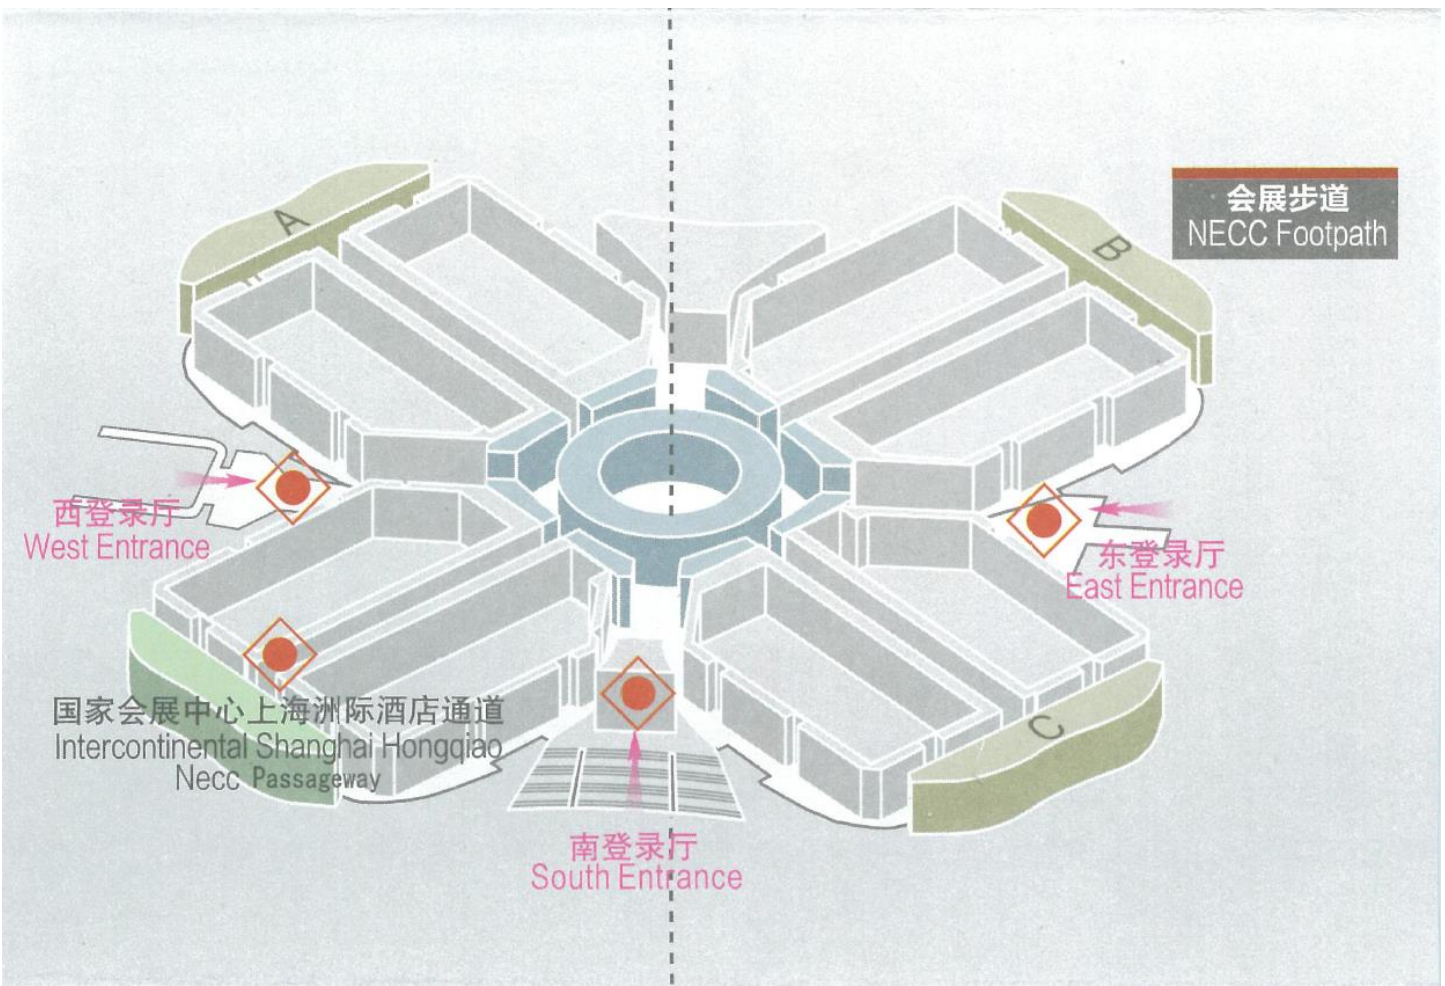 A
B
会展步道
NECC Footpath
西登录厅
West Entrance
东登录厅
East Entrance
国家会展中心上海洲际酒店通道
Intercontinental Shanghai Hongqiao
Necc Passageway
C
南登录厅
South Entrance